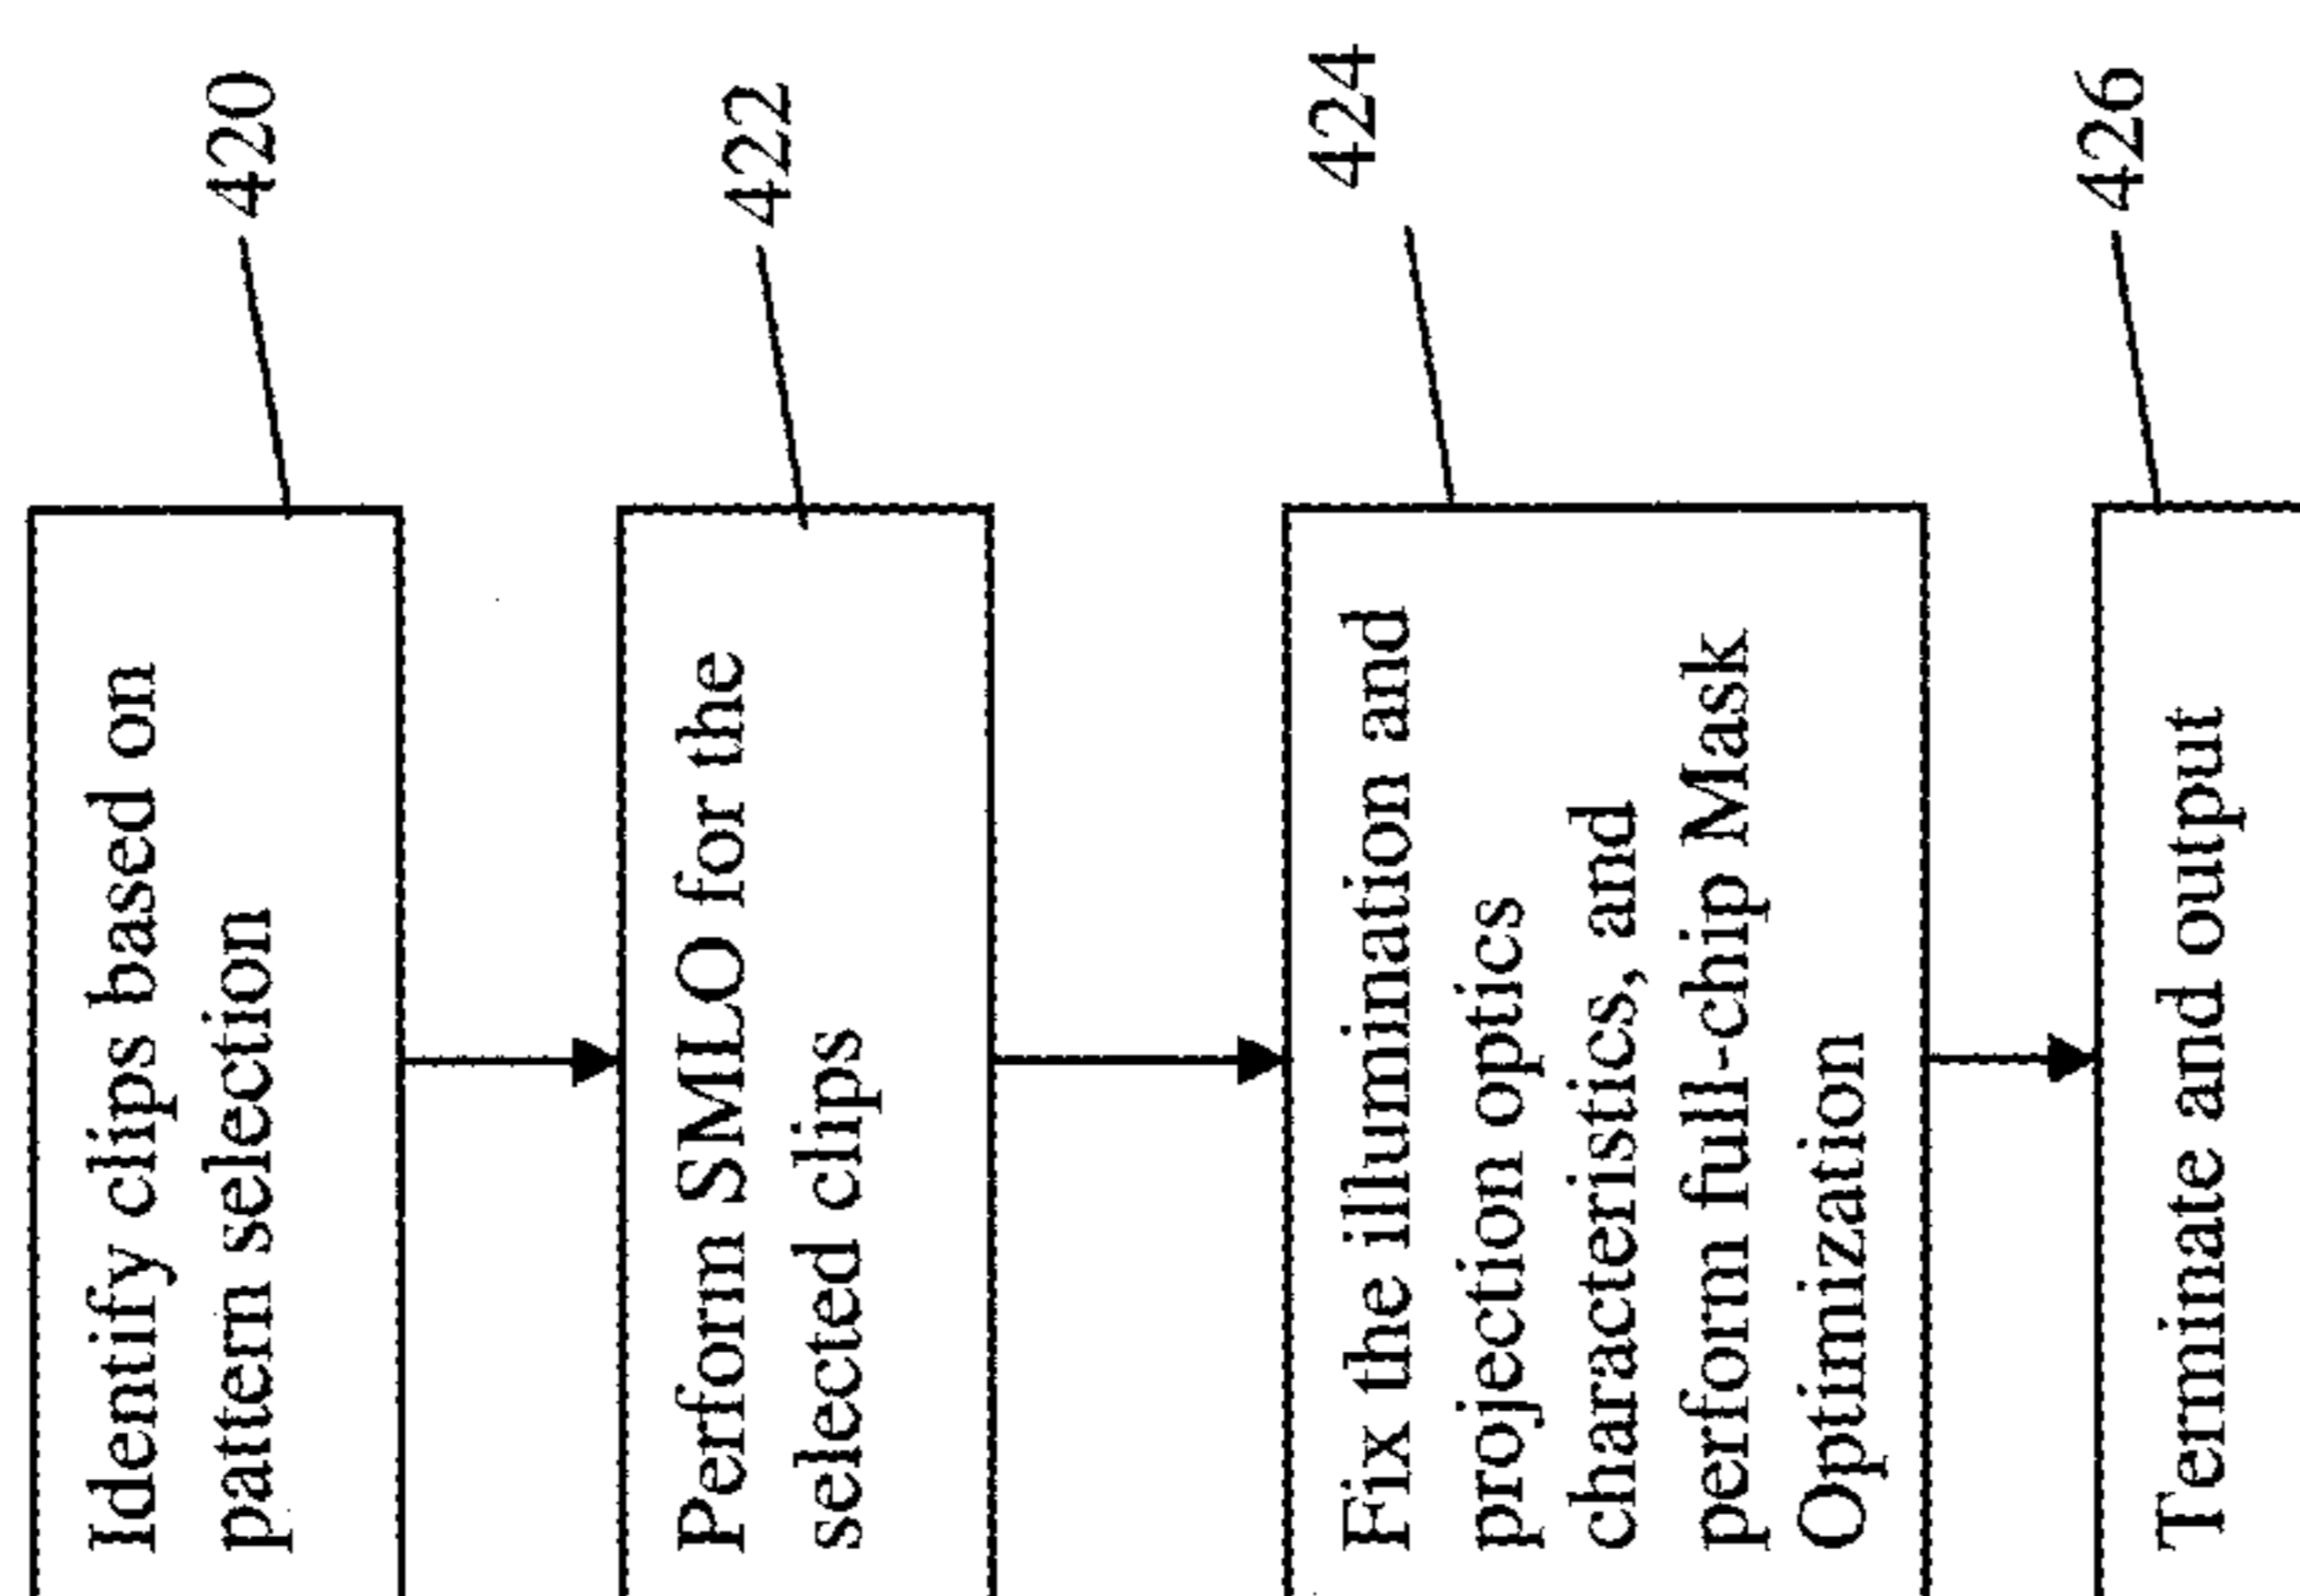 Identify clips based on
pattern selection
420
Perform SMLO for the
selected clips
422
Fix the illumination and
projection optics
characteristics, and
perform full-chip Mask
Optimization
424
Terminate and output
426